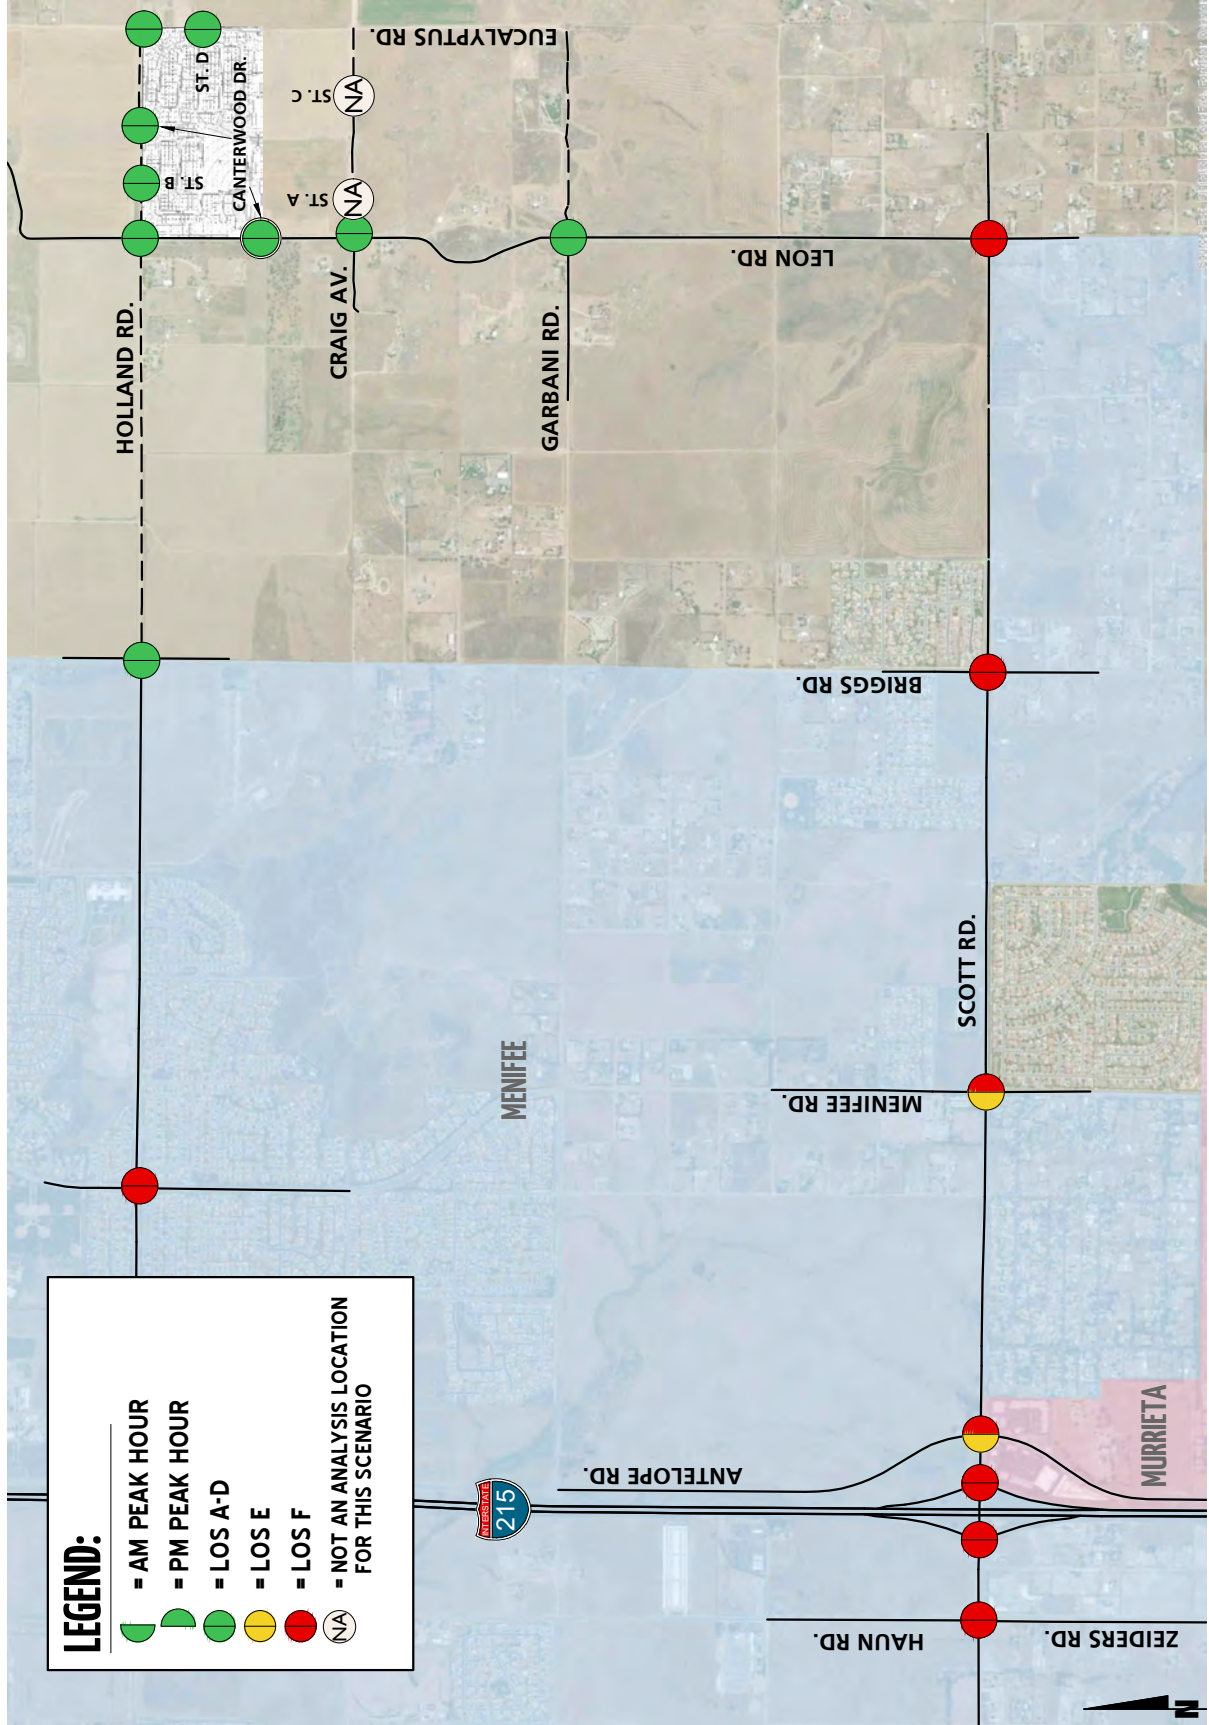 LEGEND:
= AM PEAK HOUR
= PM PEAK HOUR
= LOS A-D
= LOS E
= LOS F
NA = NOT AN ANALYSIS LOCATION
FOR THIS SCENARIO
HOLLAND RD.
ST. B
ST. D
CANTERWOOD DR.
CRAIG AV.
ST. A
NA
ST. C
NA
EUCALYPTUS RD.
GARBANI RD.
LEON RD.
BRIGGS RD.
SCOTT RD.
MENIFEE RD.
MENIFEE
ANTELOPE RD.
INTERSTATE
215
MURRIETA
HAUN RD.
ZEIDERS RD.
N